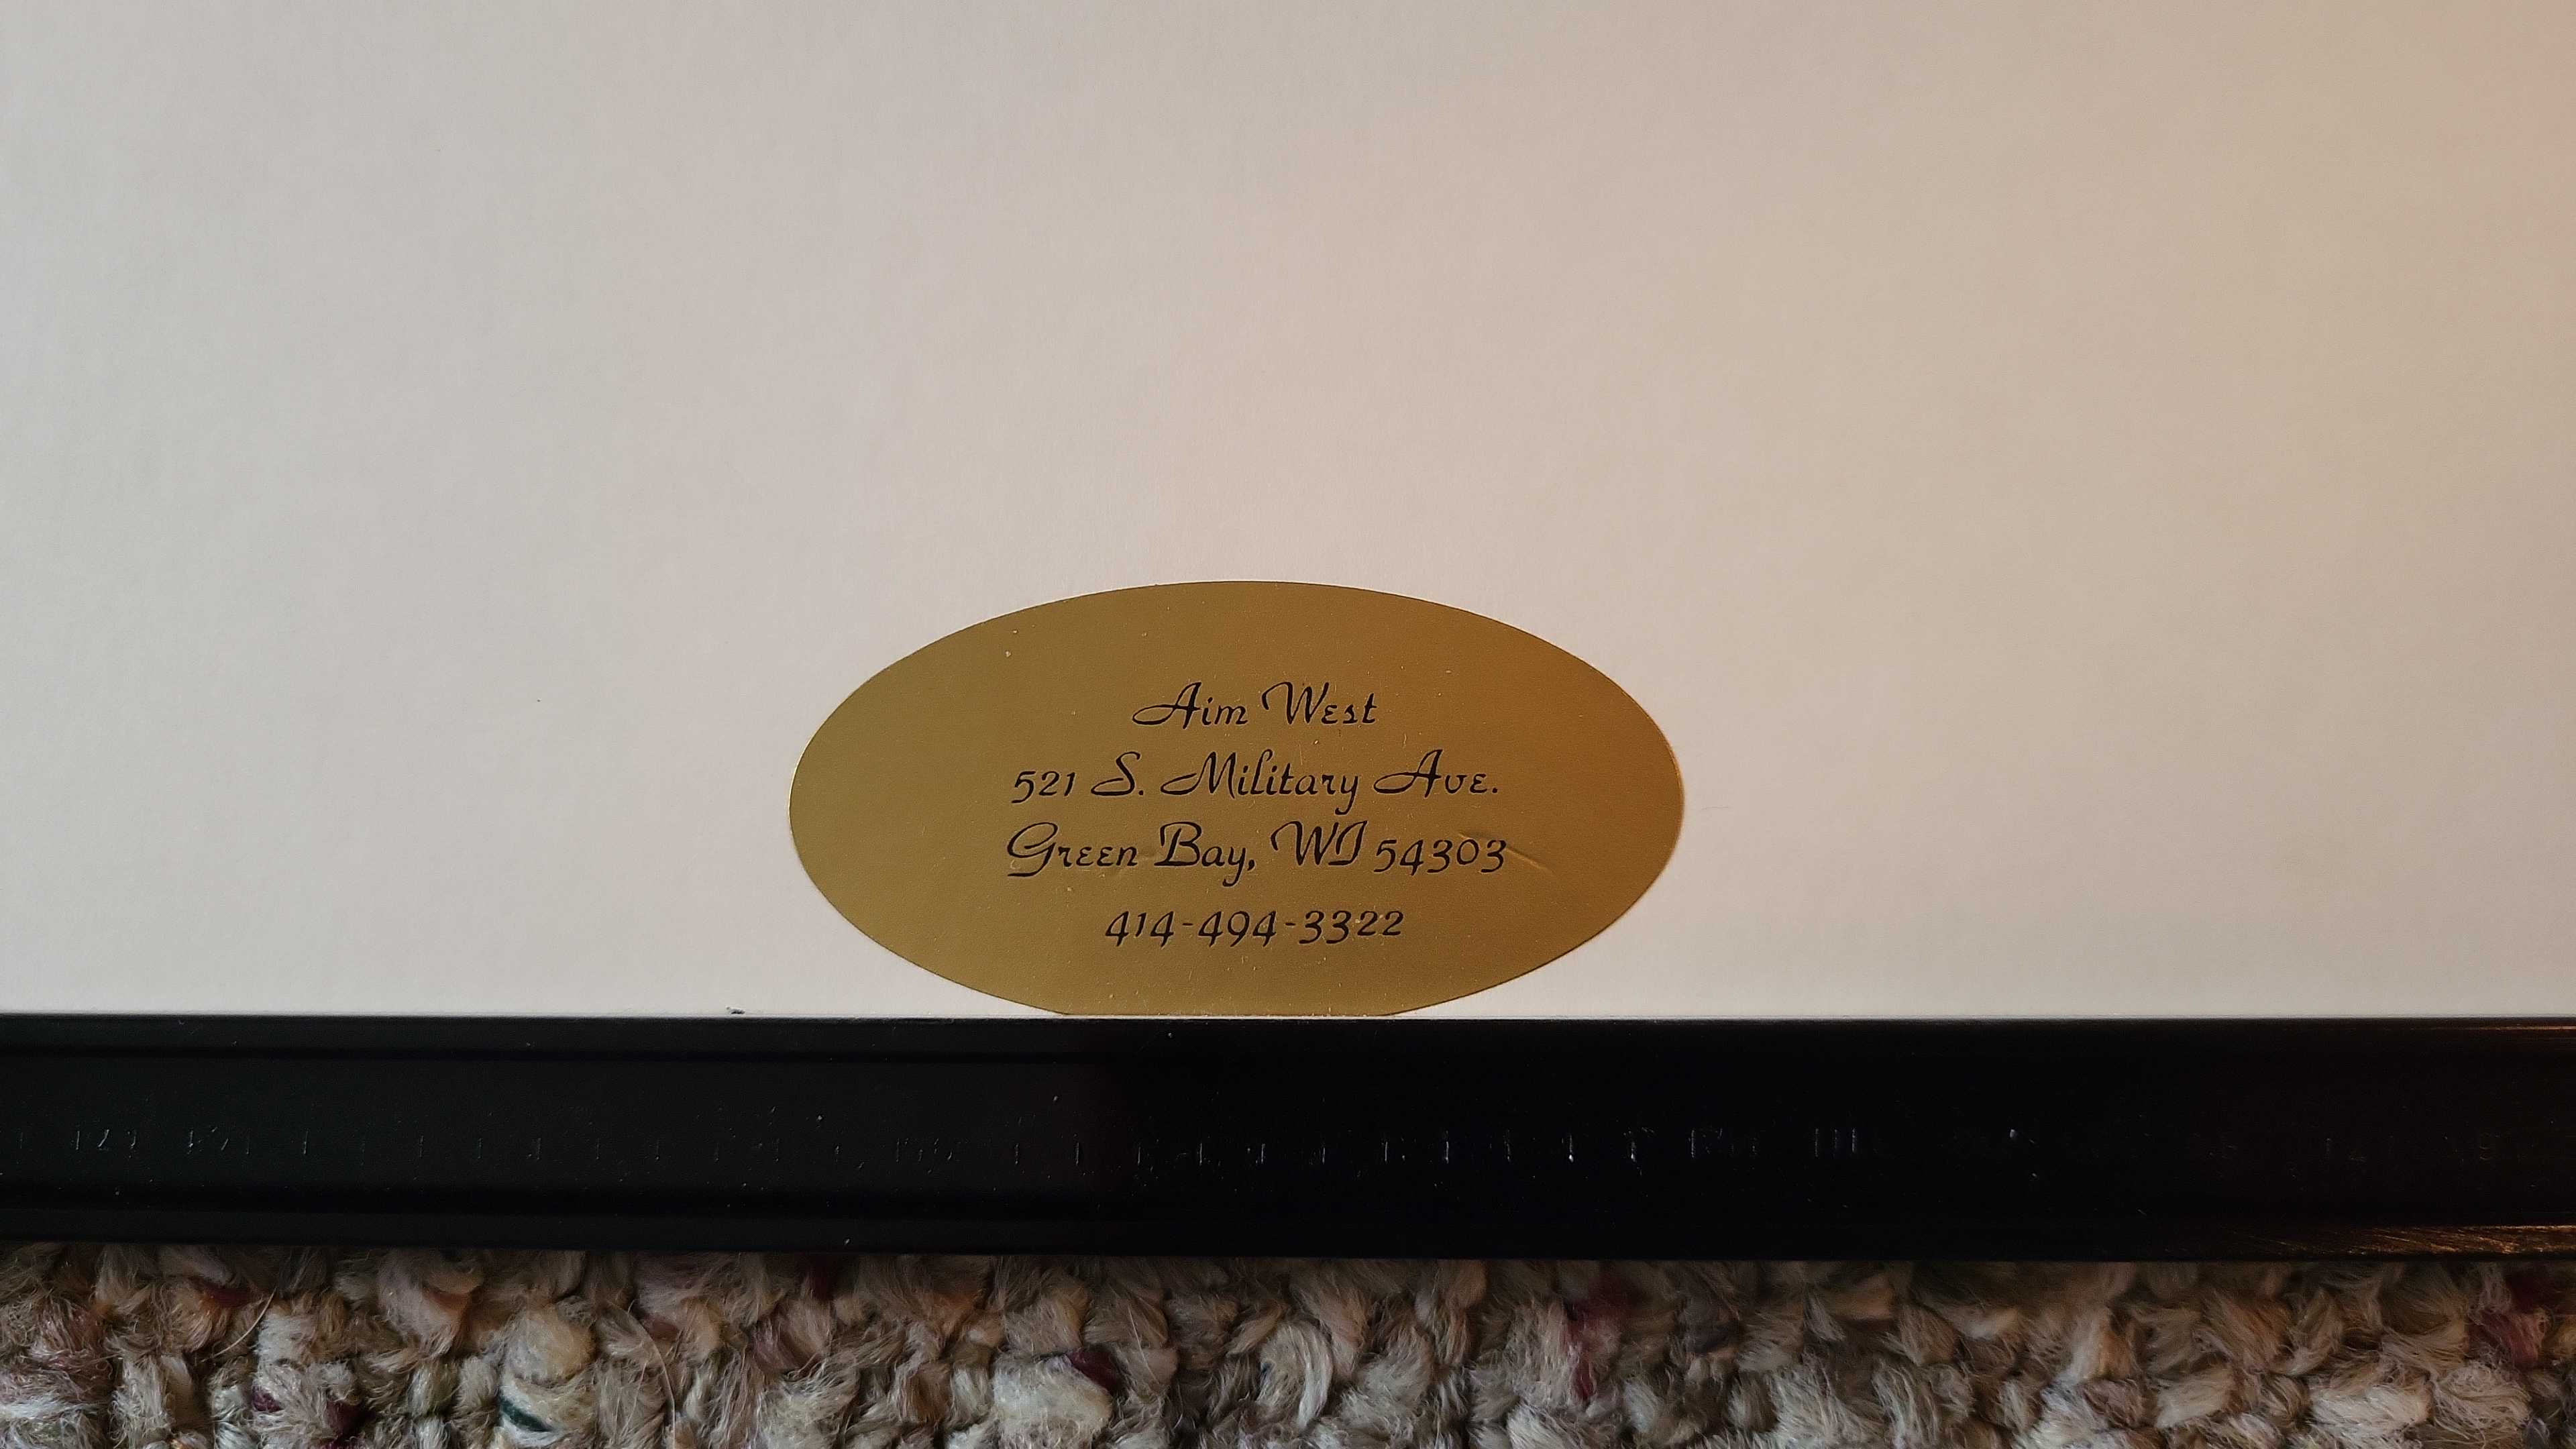 Aim West
521 S. Military Ave.
Green Bay, WI 54303
414-494-3322